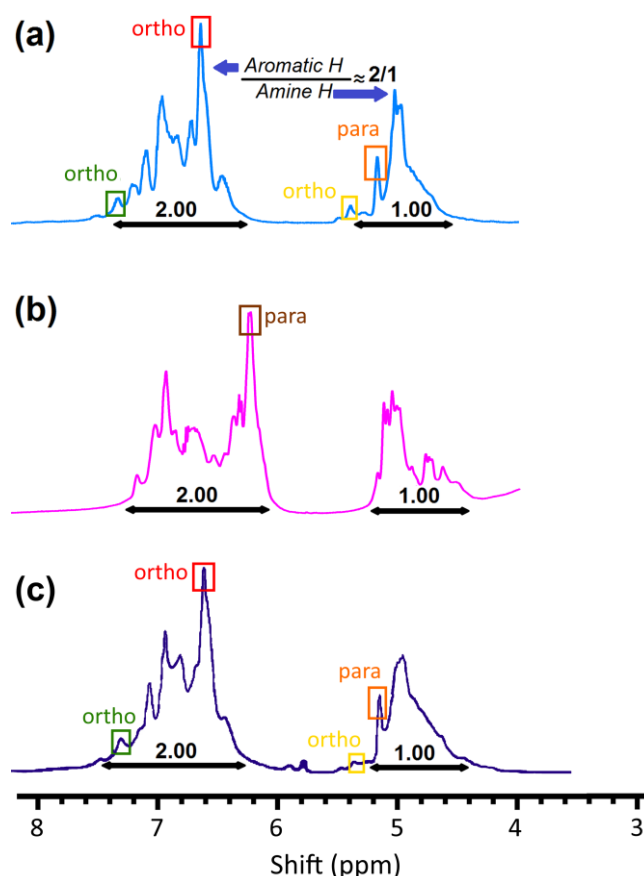 (a)
ortho
Aromatic H
Amine H
≈ 2/1
para
ortho
ortho
2.00
1.00
(b)
para
2.00
1.00
(c)
ortho
para
ortho
ortho
2.00
1.00
8 7 6 5 4 3
Shift (ppm)